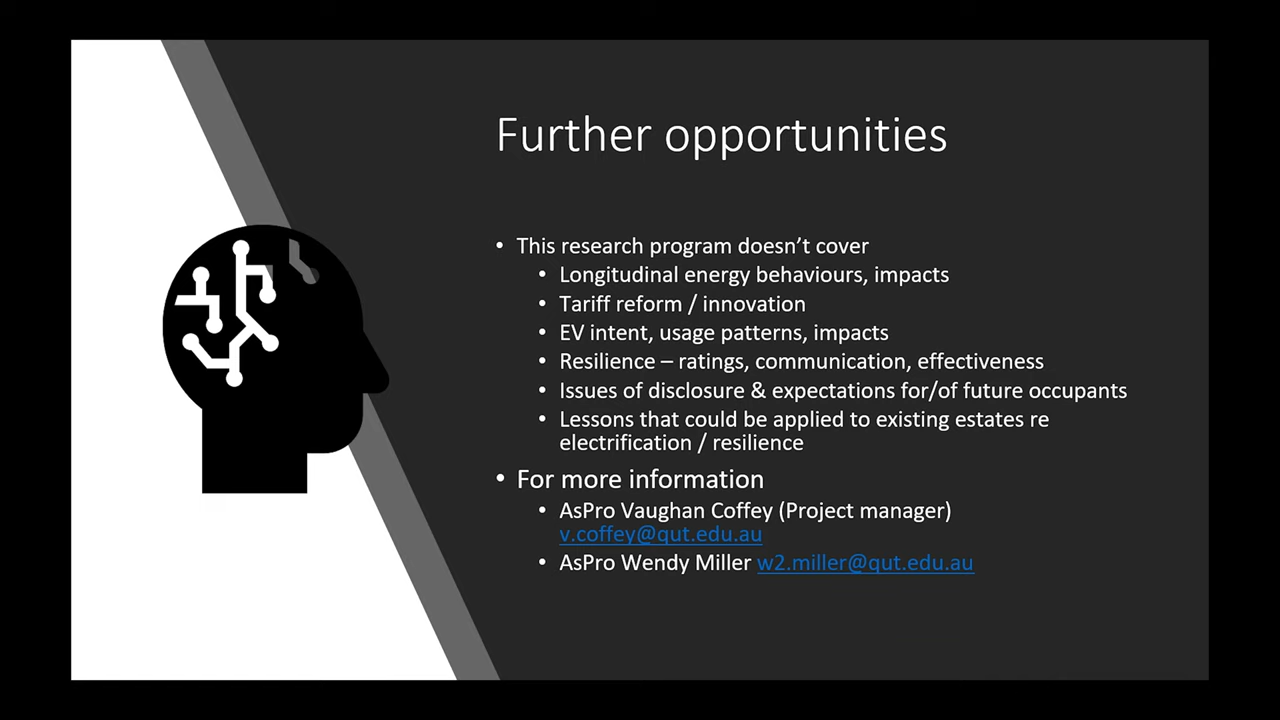 Further opportunities
• This research program doesn't cover
• Longitudinal energy behaviours, impacts
• Tariff reform / innovation
• EV intent, usage patterns, impacts
• Resilience – ratings, communication, effectiveness
• Issues of disclosure & expectations for/of future occupants
• Lessons that could be applied to existing estates re
electrification / resilience
• For more information
• AsPro Vaughan Coffey (Project manager)
v.coffey@qut.edu.au
• AsPro Wendy Miller w2.miller@qut.edu.au